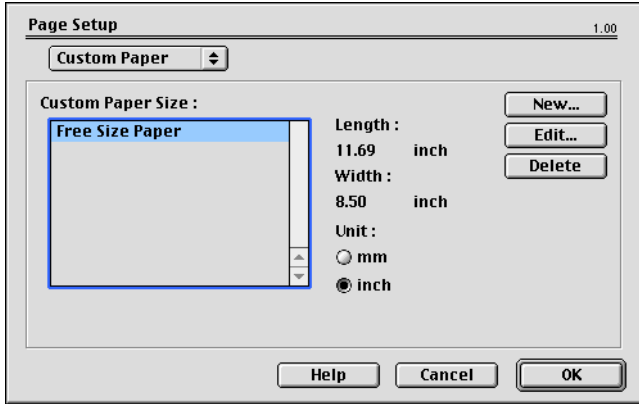 Page Setup
1.00
Custom Paper
Custom Paper Size :
Free Size Paper
Length :
11.69 inch
Width :
8.50 inch
Unit :
mm
inch
New...
Edit...
Delete
Help
Cancel
OK